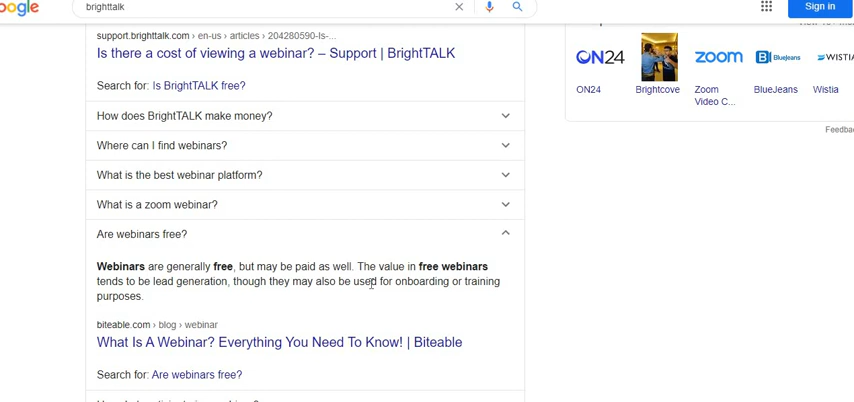 oogle
brighttalk
Sign in
support.brighttalk.com › en-us › articles › 204280590-Is-...
Is there a cost of viewing a webinar? – Support | BrightTALK
Search for: Is BrightTALK free?
How does BrightTALK make money?
Where can I find webinars?
What is the best webinar platform?
What is a zoom webinar?
Are webinars free?
Webinars are generally free, but may be paid as well. The value in free webinars
tends to be lead generation, though they may also be used for onboarding or training
purposes.
biteable.com › blog › webinar
What Is A Webinar? Everything You Need To Know! | Biteable
Search for: Are webinars free?
ON24
zoom
BlueJeans
WISTIA
ON24
Brightcove
Zoom
Video C...
BlueJeans
Wistia
Feedba